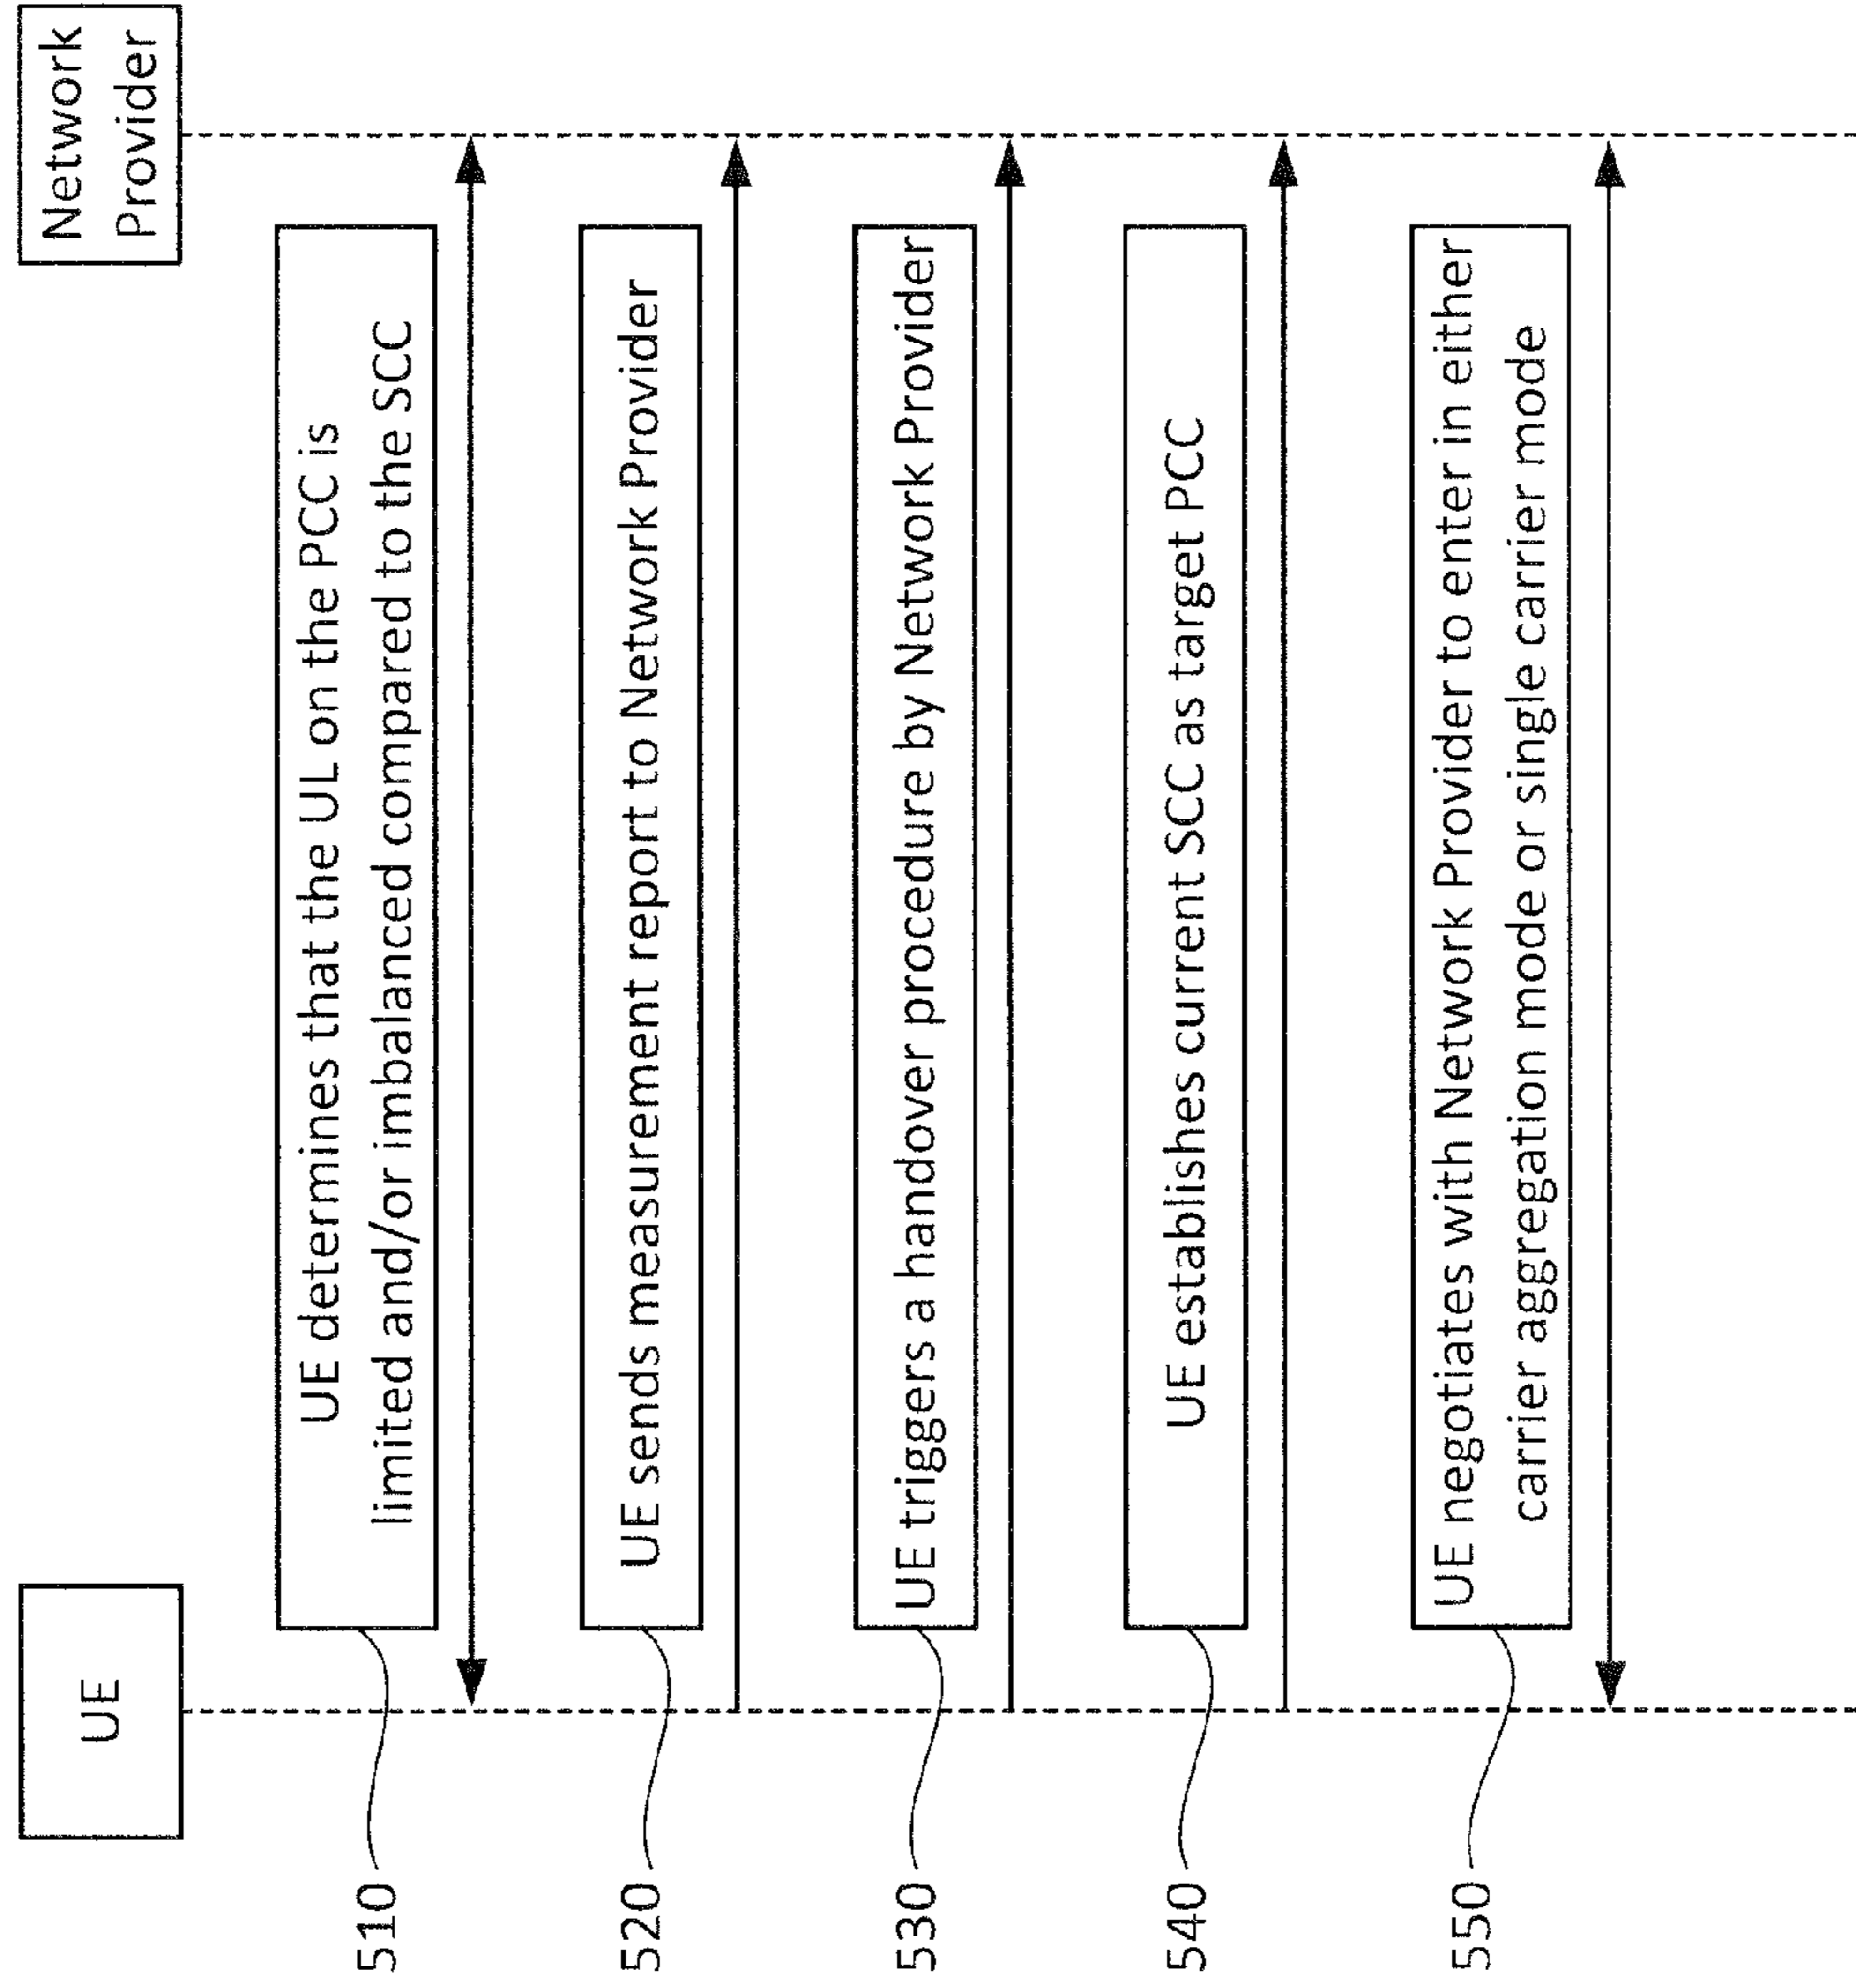 UE
Network
Provider
510
UE determines that the UL on the PCC is
limited and/or imbalanced compared to the SCC
520
UE sends measurement report to Network Provider
530
UE triggers a handover procedure by Network Provider
540
UE establishes current SCC as target PCC
550
UE negotiates with Network Provider to enter in either
carrier aggregation mode or single carrier mode